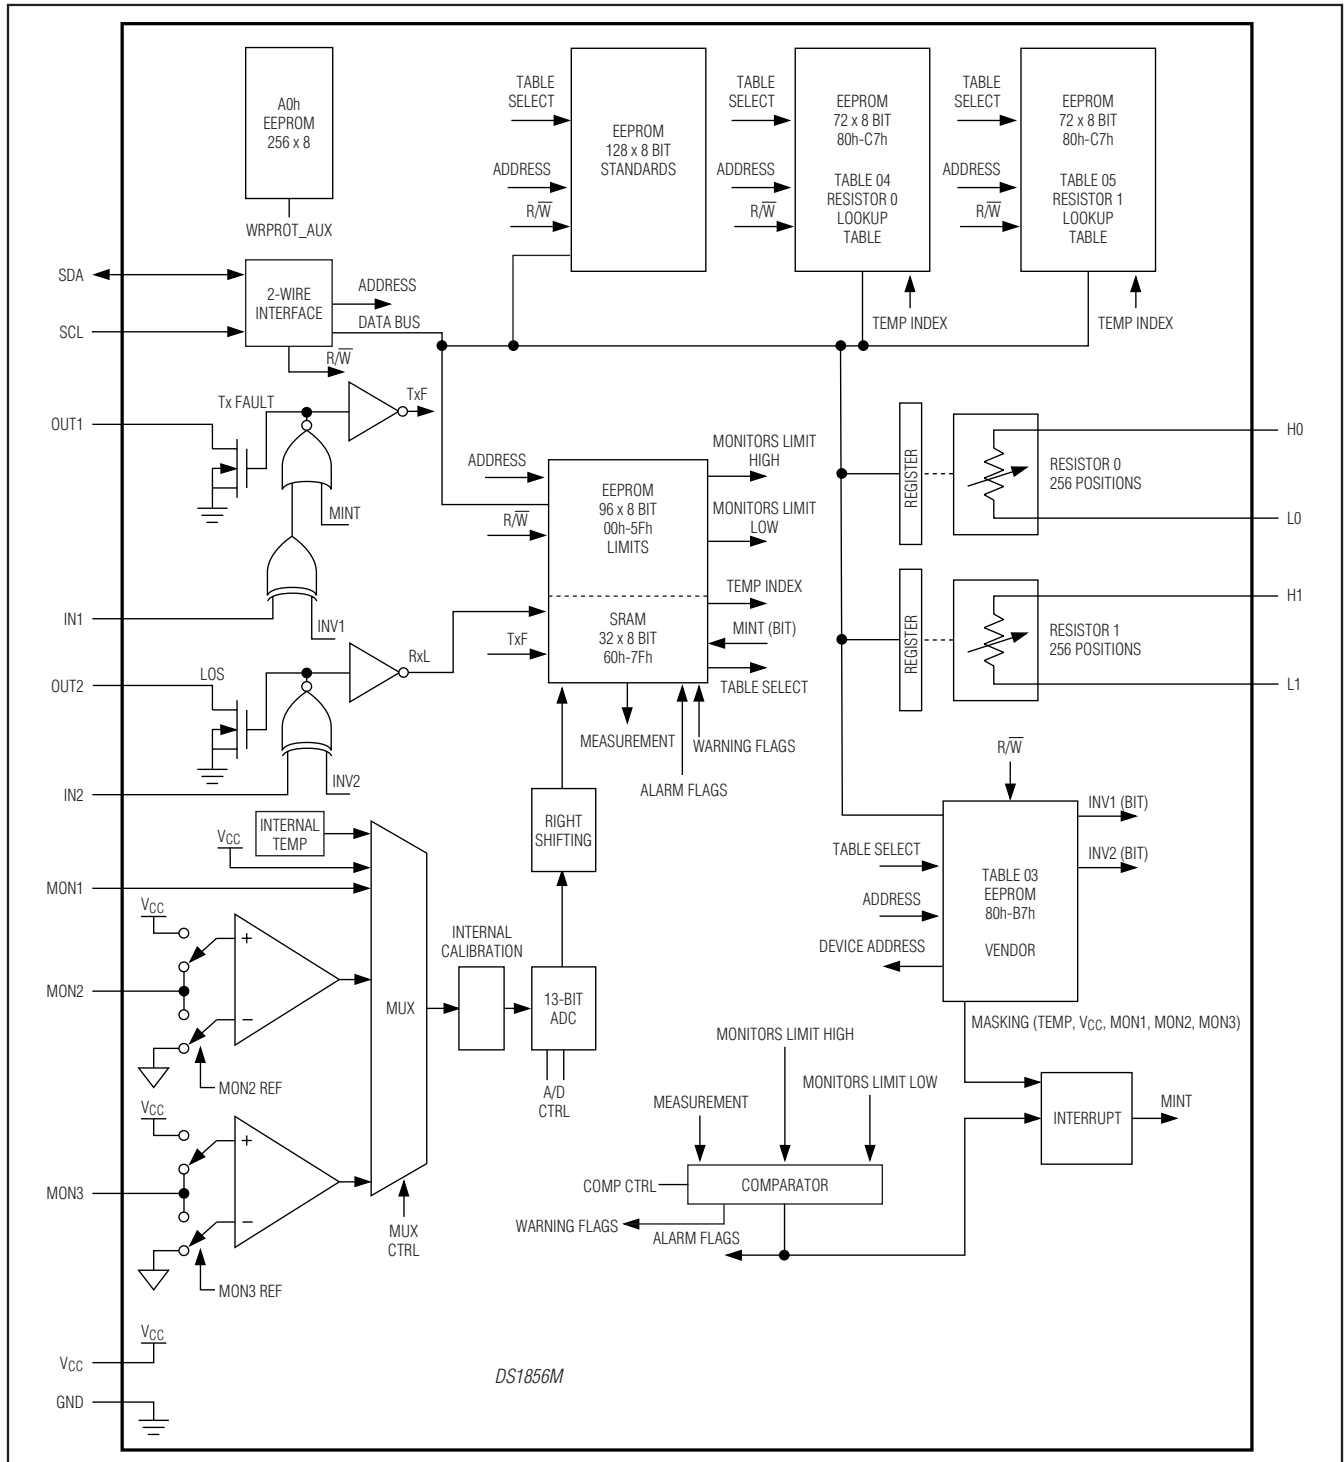 A0h
EEPROM
256 x 8
WRPROT_AUX
TABLE
SELECT
ADDRESS
R/W̅
EEPROM
128 x 8 BIT
STANDARDS
TABLE
SELECT
ADDRESS
R/W̅
EEPROM
72 x 8 BIT
80h-C7h
TABLE 04
RESISTOR 0
LOOKUP
TABLE
TEMP INDEX
TABLE
SELECT
ADDRESS
R/W̅
EEPROM
72 x 8 BIT
80h-C7h
TABLE 05
RESISTOR 1
LOOKUP
TABLE
TEMP INDEX
SDA
SCL
2-WIRE
INTERFACE
ADDRESS
DATA BUS
R/W̅
OUT1
Tx FAULT
TxF
MINT
IN1
INV1
OUT2
LOS
RxL
IN2
INV2
ADDRESS
R/W̅
TxF
EEPROM
96 x 8 BIT
00h-5Fh
LIMITS
SRAM
32 x 8 BIT
60h-7Fh
MONITORS LIMIT
HIGH
MONITORS LIMIT
LOW
TEMP INDEX
MINT (BIT)
TABLE SELECT
MEASUREMENT
WARNING FLAGS
ALARM FLAGS
REGISTER
RESISTOR 0
256 POSITIONS
H0
L0
REGISTER
RESISTOR 1
256 POSITIONS
H1
L1
INTERNAL
TEMP
VCC
MON1
VCC
MON2
MON2 REF
VCC
MON3
MON3 REF
MUX
MUX
CTRL
INTERNAL
CALIBRATION
RIGHT
SHIFTING
13-BIT
ADC
A/D
CTRL
R/W̅
TABLE SELECT
ADDRESS
DEVICE ADDRESS
TABLE 03
EEPROM
80h-B7h
VENDOR
INV1 (BIT)
INV2 (BIT)
MASKING (TEMP, VCC, MON1, MON2, MON3)
MONITORS LIMIT HIGH
MONITORS LIMIT LOW
MEASUREMENT
COMP CTRL
COMPARATOR
WARNING FLAGS
ALARM FLAGS
INTERRUPT
MINT
VCC
VCC
GND
DS1856M